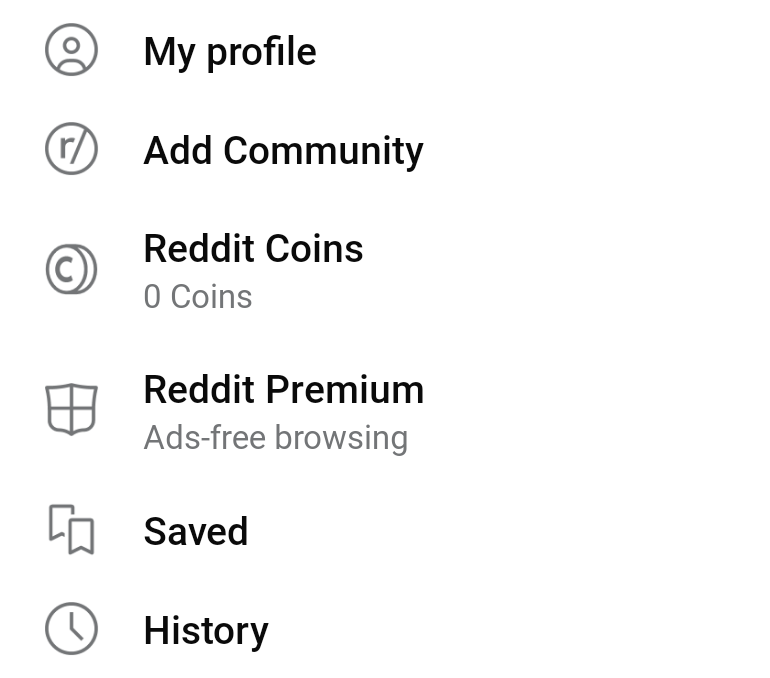 My profile
r/ Add Community
Reddit Coins
0 Coins
Reddit Premium
Ads-free browsing
Saved
History